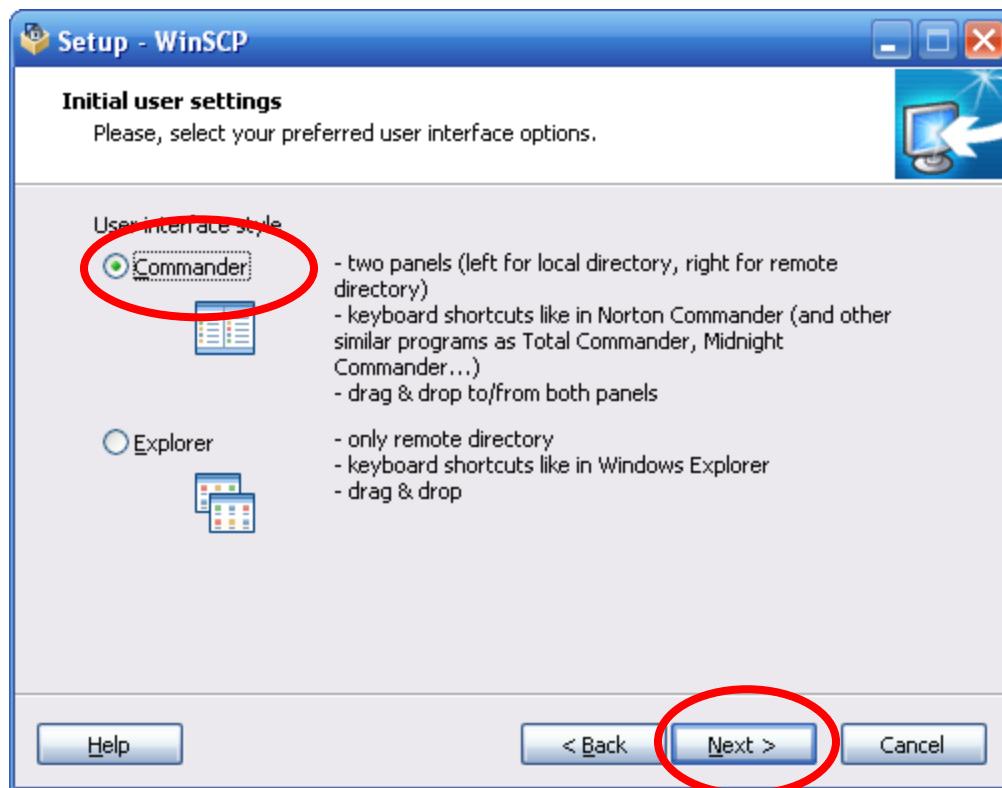 Setup - WinSCP
Initial user settings
Please, select your preferred user interface options.
User interface style
Commander
- two panels (left for local directory, right for remote
directory)
- keyboard shortcuts like in Norton Commander (and other
similar programs as Total Commander, Midnight
Commander...)
- drag & drop to/from both panels
Explorer
- only remote directory
- keyboard shortcuts like in Windows Explorer
- drag & drop
Help
< Back
Next >
Cancel